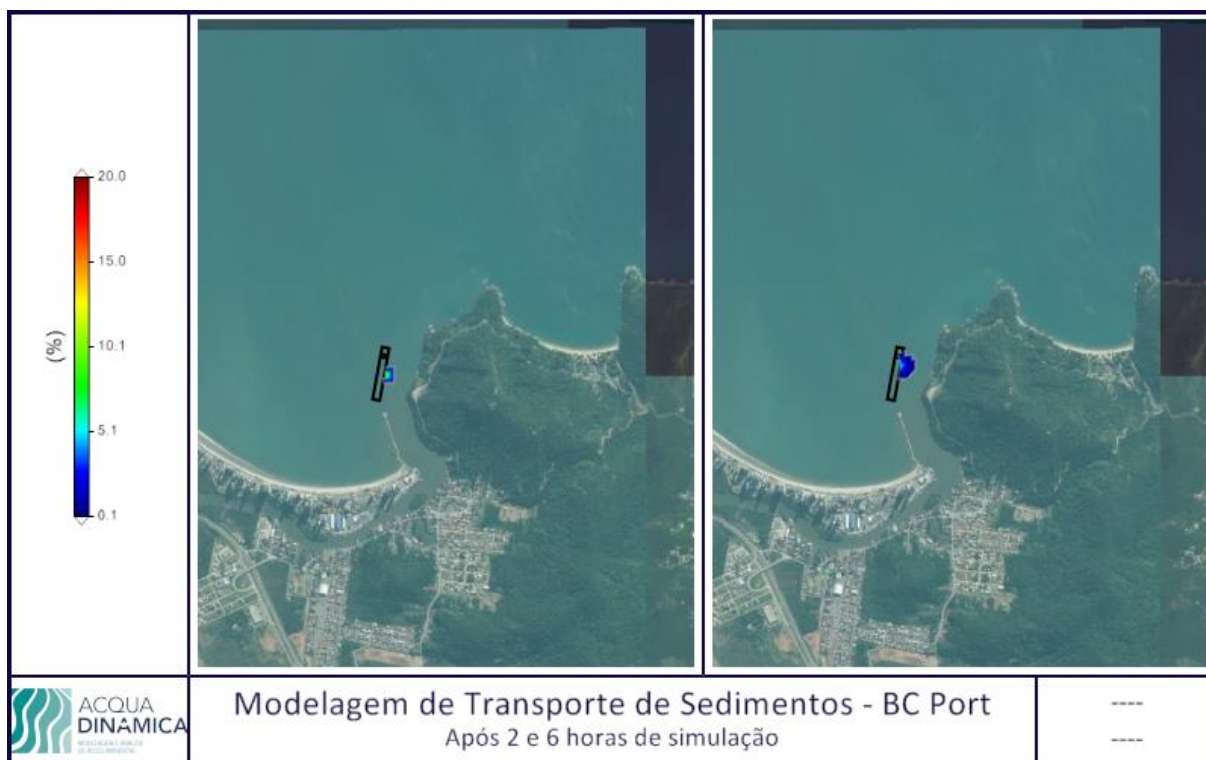 20.0
15.0
10.1
5.1
0.1
(%)
ACQUA
DINAMICA
Modelagem de Transporte de Sedimentos - BC Port
Após 2 e 6 horas de simulação
----
----